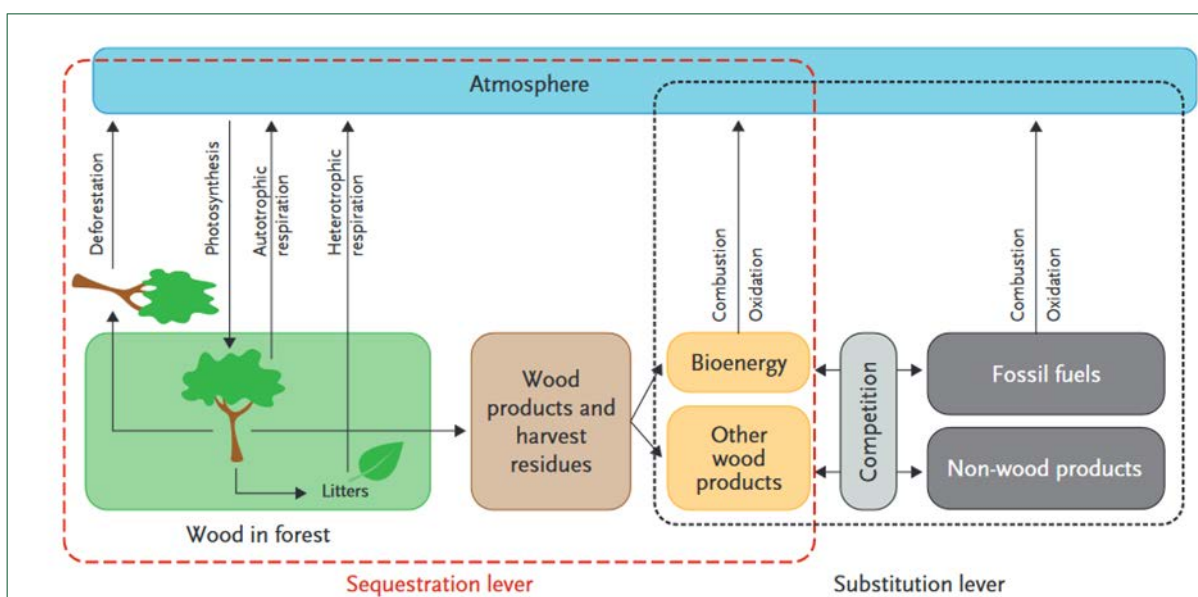 Atmosphere
Deforestation
Photosynthesis
Autotrophic
respiration
Heterotrophic
respiration
Combustion
Oxidation
Combustion
Oxidation
Wood
products and
harvest
residues
Bioenergy
Other
wood
products
Competition
Fossil fuels
Non-wood products
Litters
Wood in forest
Sequestration lever
Substitution lever